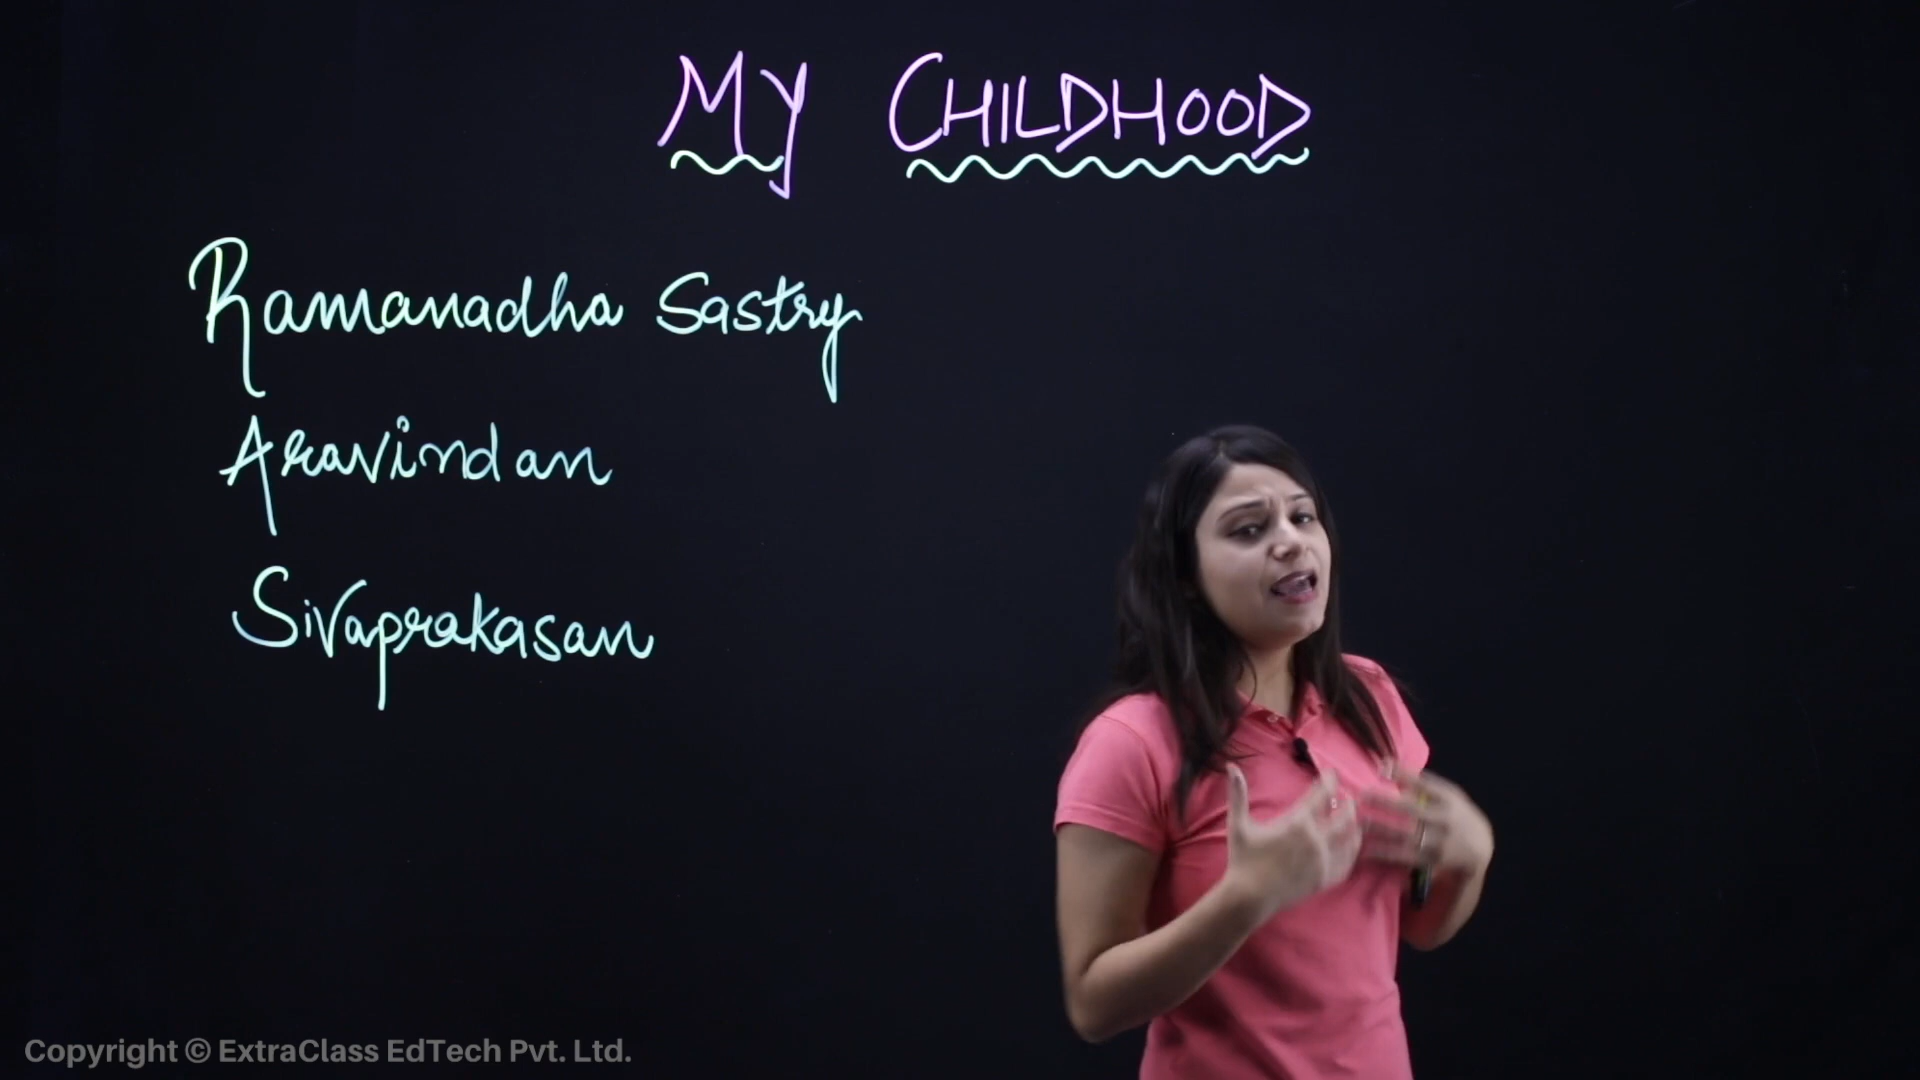 MY CHILDHOOD
Ramanadha Sastry
Aravindan
Sivaprakasan
Copyright © ExtraClass EdTech Pvt. Ltd.